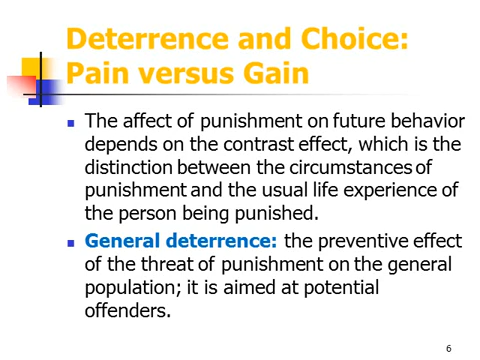 Deterrence and Choice:
Pain versus Gain
The affect of punishment on future behavior
depends on the contrast effect, which is the
distinction between the circumstances of
punishment and the usual life experience of
the person being punished.
General deterrence: the preventive effect
of the threat of punishment on the general
population; it is aimed at potential
offenders.
6